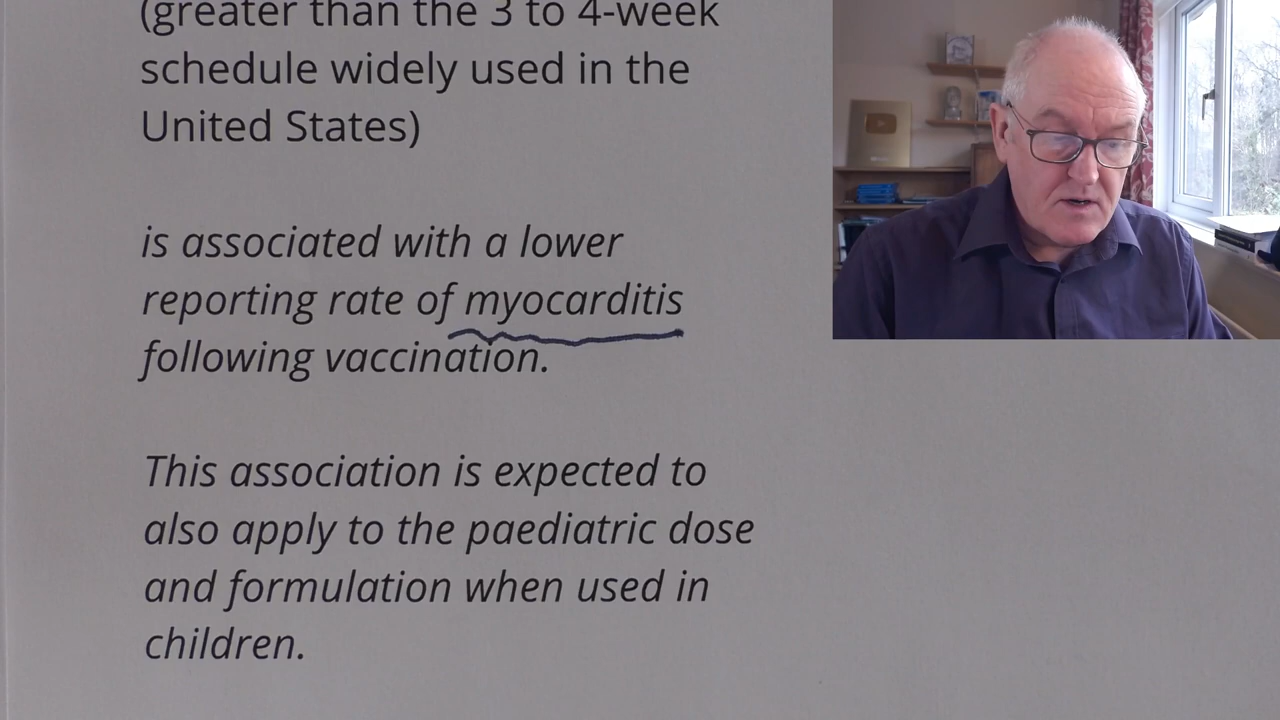 (greater than the 3 to 4-week
schedule widely used in the
United States)
is associated with a lower
reporting rate of myocarditis
following vaccination.
This association is expected to
also apply to the paediatric dose
and formulation when used in
children.